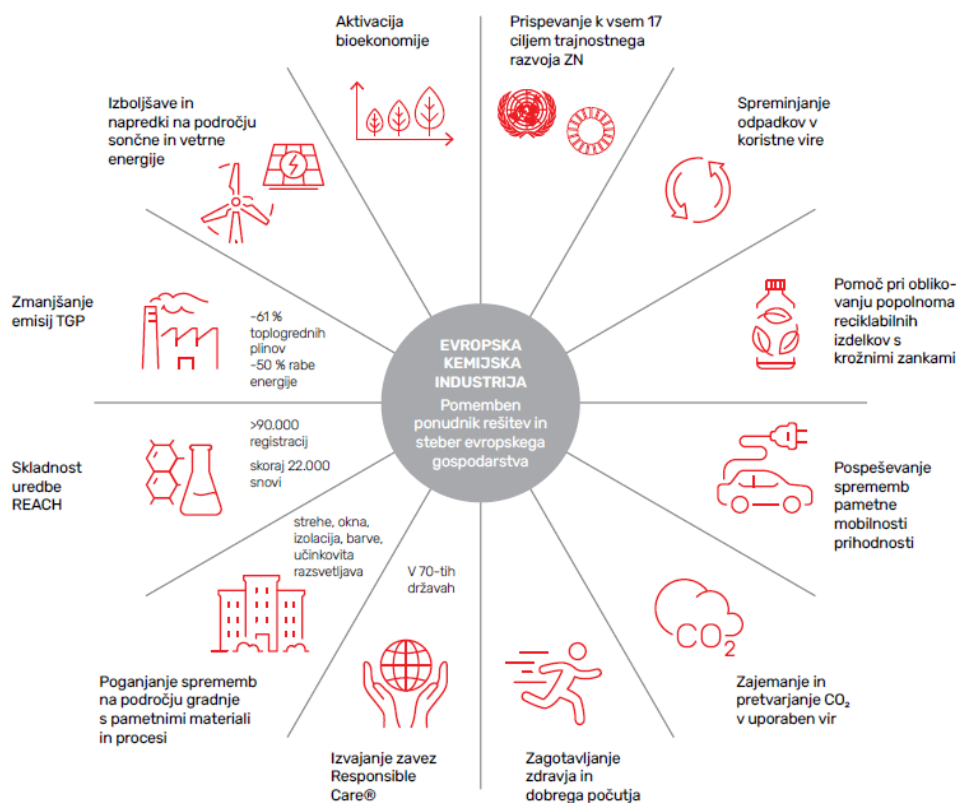 Aktivacija
bioekonomije
Prispevanje k vsem 17
ciljem trajnostnega
razvoja ZN
Spreminjanje
odpadkov v
koristne vire
Pomoč pri obliko-
vanju popolnoma
reciklabilnih
izdelkov s
krožnimi zankami
Pospeševanje
sprememb
pametne
mobilnosti
prihodnosti
CO2
Zajemanje in
pretvarjanje CO₂
v uporaben vir
Zagotavljanje
zdravja in
dobrega počutja
V 70-tih
državah
Izvajanje zavez
Responsible
Care®
strehe, okna,
izolacija, barve,
učinkovita
razsvetljava
Poganjanje sprememb
na področju gradnje
s pametnimi materiali
in procesi
Skladnost
uredbe
REACH
>90.000
registracij
skoraj 22.000
snovi
Zmanjšanje
emisij TGP
-61 %
toplogrednih
plinov
-50 % rabe
energije
Izboljšave in
napredki na področju
sončne in vetrne
energije
EVROPSKA
KEMIJSKA
INDUSTRIJA
Pomemben
ponudnik rešitev in
steber evropskega
gospodarstva